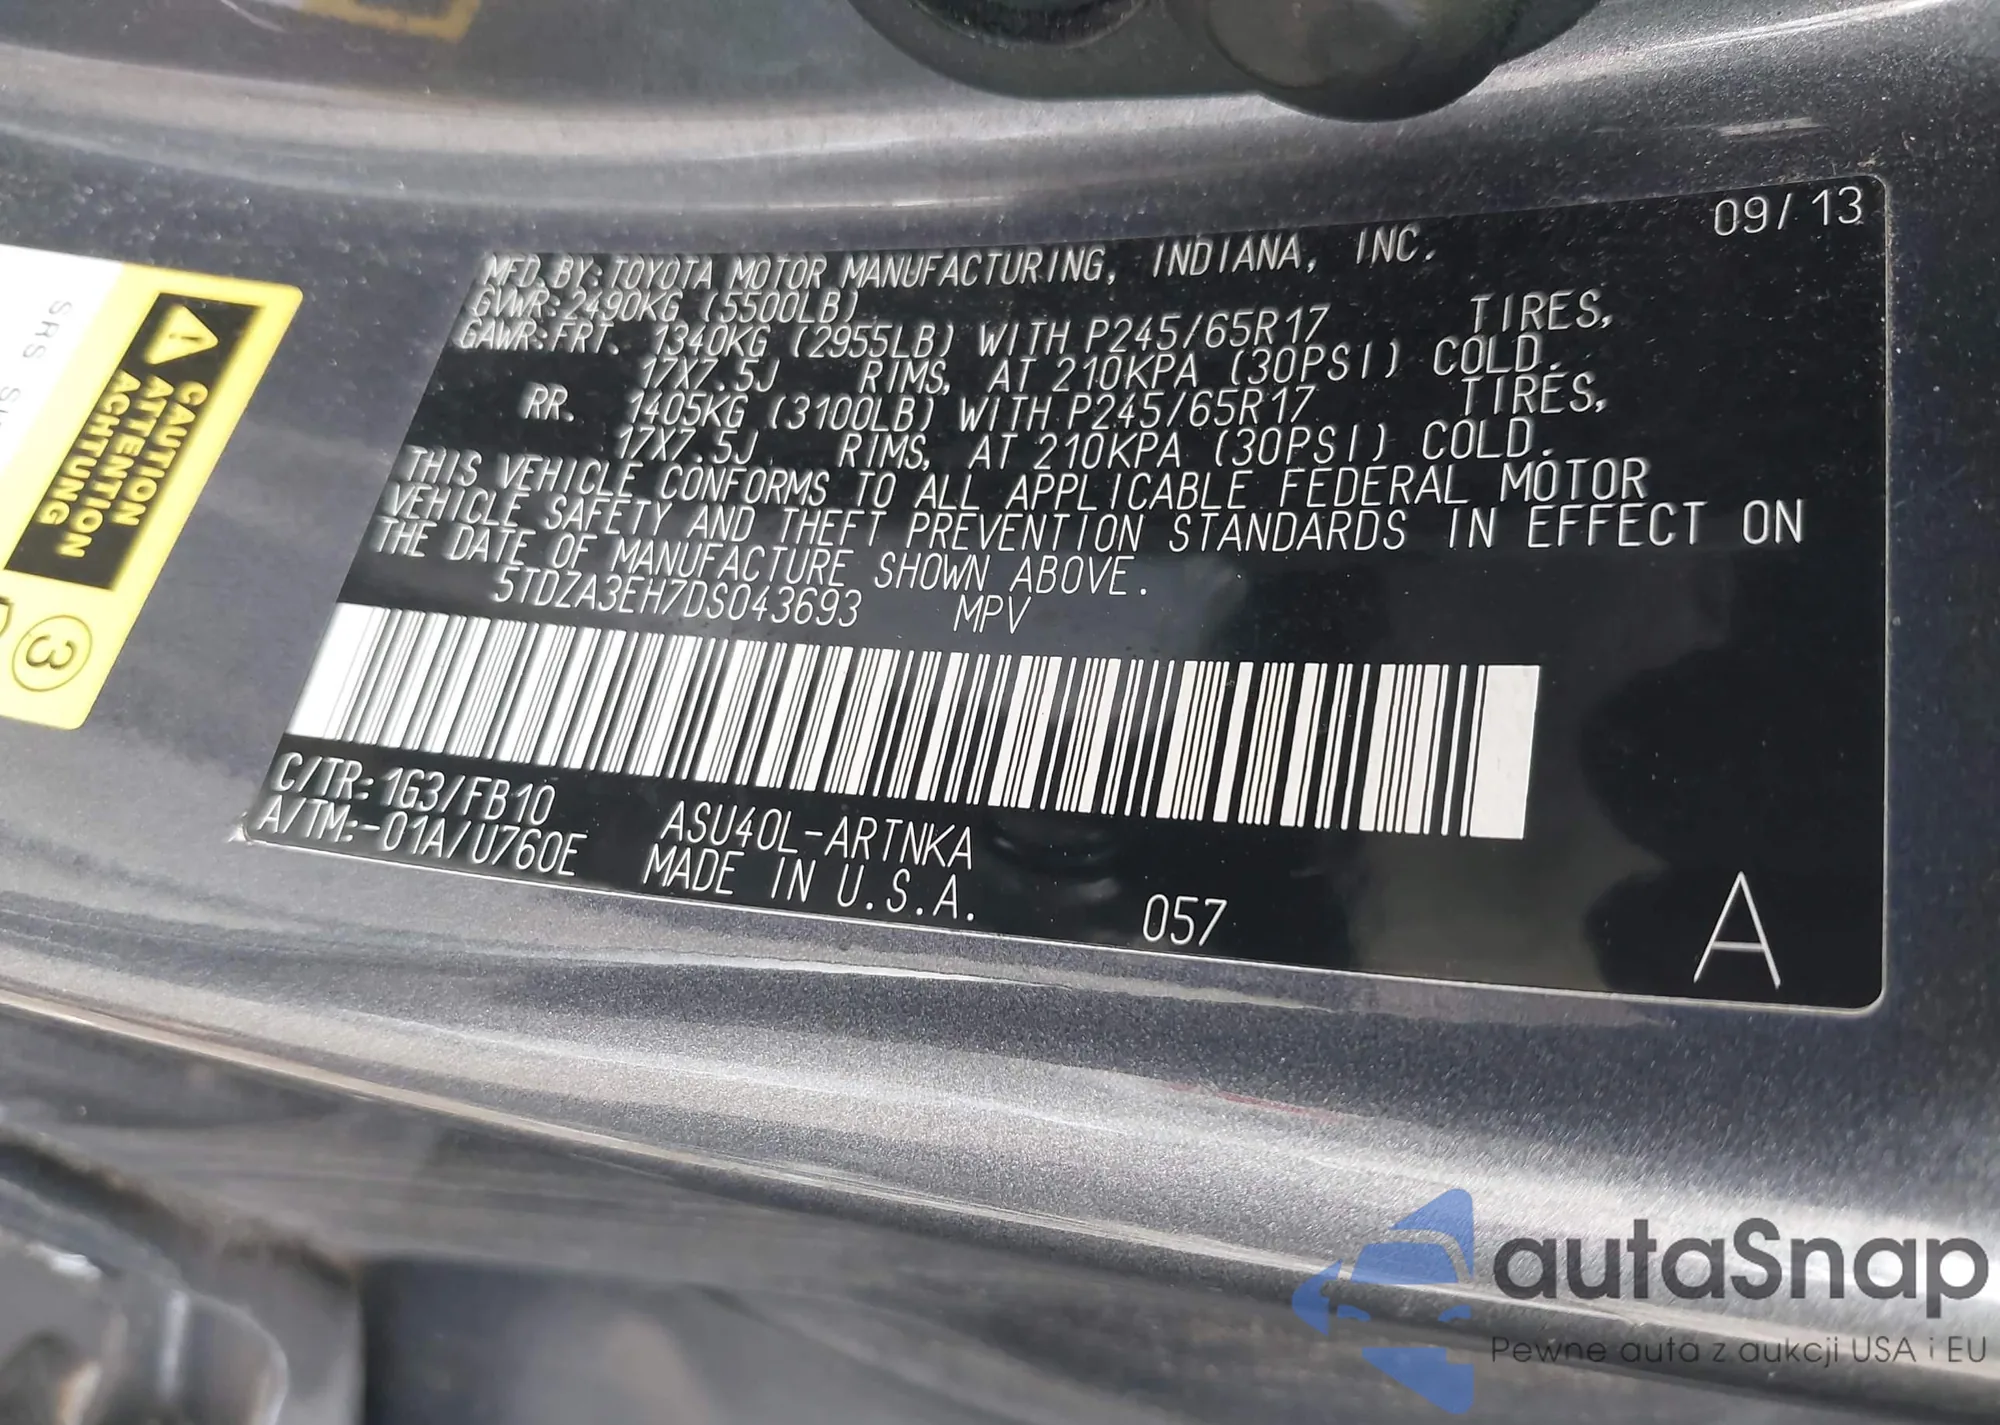 09/13
MFD.BY:TOYOTA MOTOR MANUFACTURING, INDIANA, INC.
GVWR:2490KG (5500LB)
GAWR:FRT. 1340KG (2955LB) WITH P245/65R17 TIRES,
17X7.5J RIMS, AT 210KPA (30PSI) COLD.
RR. 1405KG (3100LB) WITH P245/65R17 TIRES,
17X7.5J RIMS, AT 210KPA (30PSI) COLD.
THIS VEHICLE CONFORMS TO ALL APPLICABLE FEDERAL MOTOR
VEHICLE SAFETY AND THEFT PREVENTION STANDARDS IN EFFECT ON
THE DATE OF MANUFACTURE SHOWN ABOVE.
5TDZA3EH7DS043693 MPV
C/TR:1G3/FB10 ASU40L-ARTNKA
A/TM:-01A/U760E MADE IN U.S.A.
057
A
CAUTION
ATTENTION
ACHTUNG
SRS
3
autaSnap
Pewne auta z aukcji USA i EU